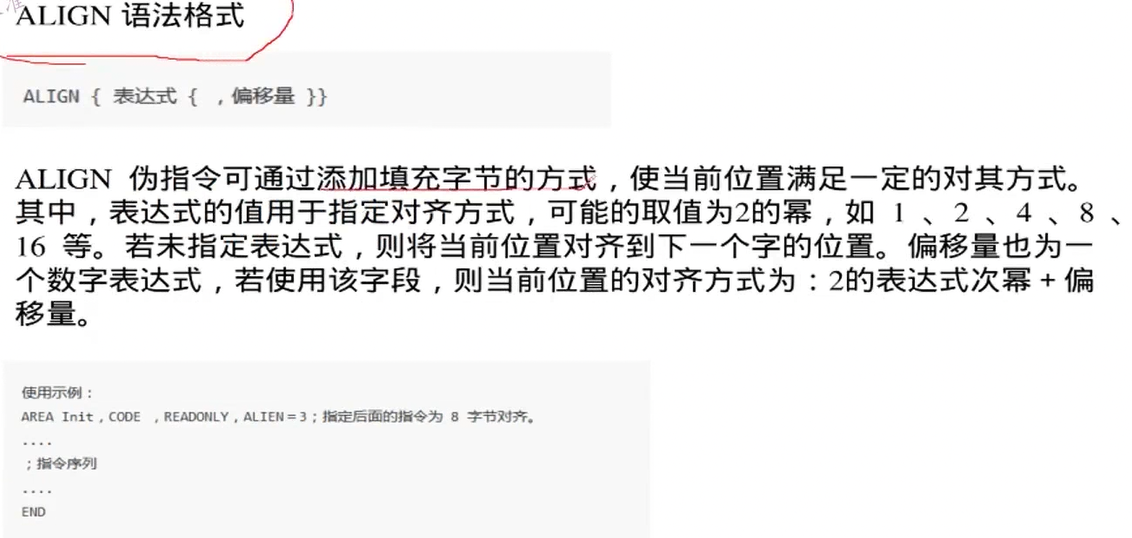 ALIGN 语法格式
ALIGN { 表达式 { ，偏移量 }}
ALIGN 伪指令可通过添加填充字节的方式，使当前位置满足一定的对其方式。
其中，表达式的值用于指定对齐方式，可能的取值为2的幂，如 1 、2 、4 、8 、
16 等。若未指定表达式，则将当前位置对齐到下一个字的位置。偏移量也为一
个数字表达式，若使用该字段，则当前位置的对齐方式为：2的表达式次幂＋偏
移量。
使用示例：
AREA Init，CODE ，READONLY，ALIEN＝3；指定后面的指令为 8 字节对齐。
....
；指令序列
....
END